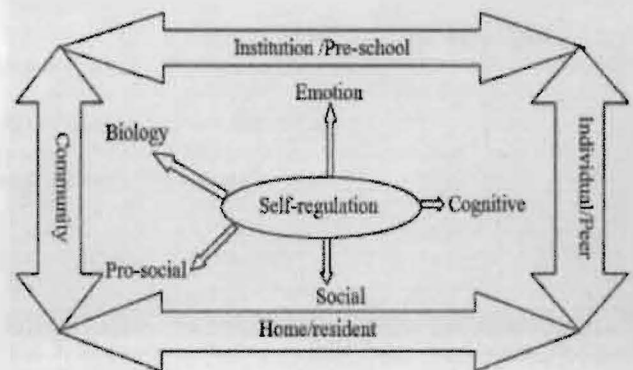 Institution /Pre-school
Emotion
Biology
Community
Individual/Peer
Self-regulation
Cognitive
Pro-social
Social
Home/resident